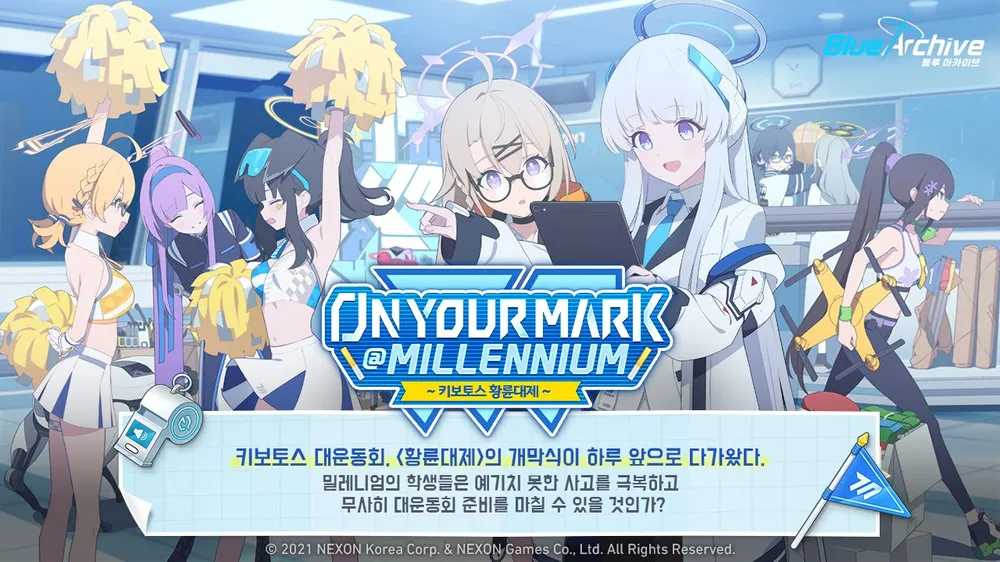 Blue Archive
블루 아카이브
ON YOUR MARK
@MILLENNIUM
~ 키보토스 황륜대제 ~
키보토스 대운동회, <황륜대제>의 개막식이 하루 앞으로 다가왔다.
밀레니엄의 학생들은 예기치 못한 사고를 극복하고
무사히 대운동회 준비를 마칠 수 있을 것인가?
© 2021 NEXON Korea Corp. & NEXON Games Co., Ltd. All Rights Reserved.